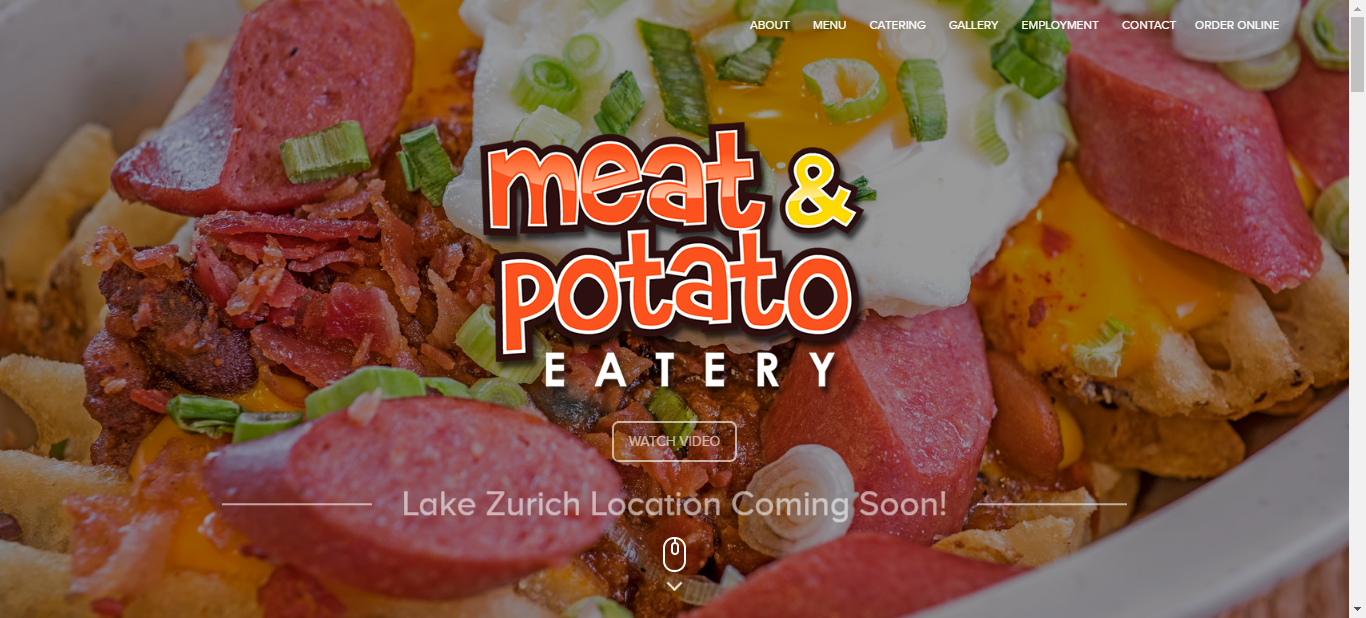 ABOUT MENU CATERING GALLERY EMPLOYMENT CONTACT ORDER ONLINE
meat &
potato
EATERY
WATCH VIDEO
Lake Zurich Location Coming Soon!